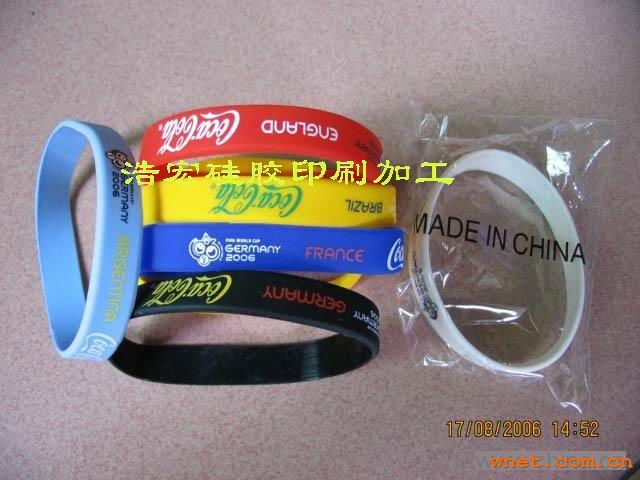 Coca-Cola
ENGLAND
浩宏硅胶印刷加工
Coca-Cola
BRAZIL
FIFA WORLD CUP
GERMANY
2006
FRANCE
Coca-Cola
GERMANY
GERMANY
2006
ARGENTINA
MADE IN CHINA
17/08/2006 14:52
wnet.com.cn